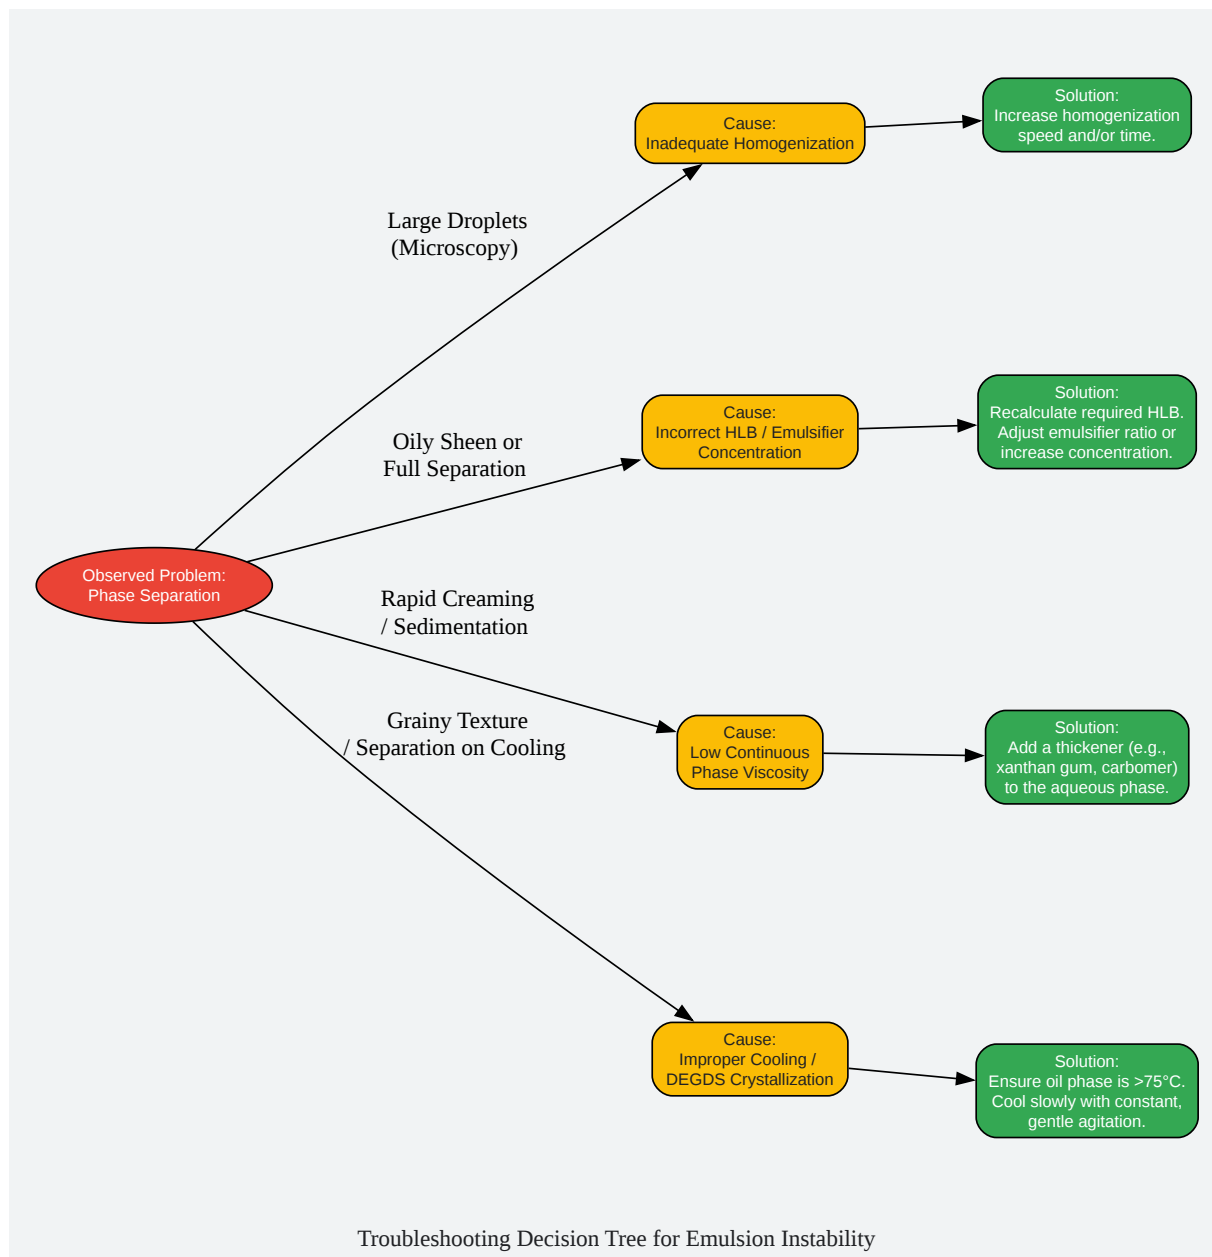 Solution:
Increase homogenization
speed and/or time.
Cause:
Inadequate Homogenization
Large Droplets
(Microscopy)
Solution:
Recalculate required HLB.
Adjust emulsifier ratio or
increase concentration.
Cause:
Incorrect HLB / Emulsifier
Concentration
Oily Sheen or
Full Separation
Observed Problem:
Phase Separation
Rapid Creaming
/ Sedimentation
Cause:
Low Continuous
Phase Viscosity
Solution:
Add a thickener (e.g.,
xanthan gum, carbomer)
to the aqueous phase.
Grainy Texture
/ Separation on Cooling
Cause:
Improper Cooling /
DEGDS Crystallization
Solution:
Ensure oil phase is >75°C.
Cool slowly with constant,
gentle agitation.
Troubleshooting Decision Tree for Emulsion Instability